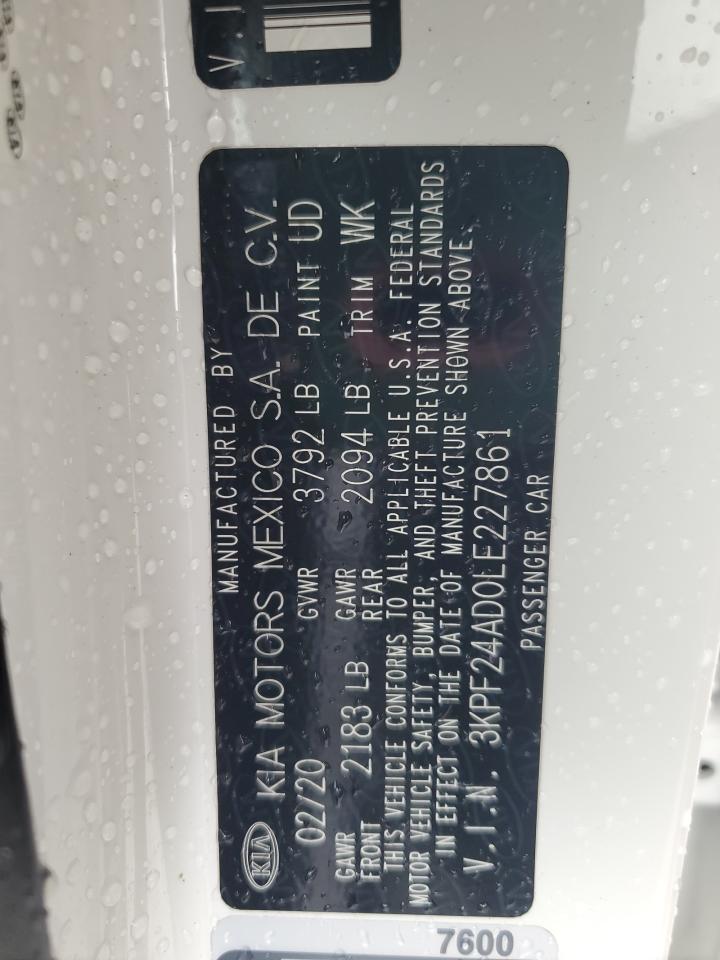 V.I
MANUFACTURED BY
KIA KIA MOTORS MEXICO S.A. DE C.V.
02/20 GVWR 3792 LB PAINT UD
GAWR FRONT 2183 LB GAWR REAR 2094 LB TRIM WK
THIS VEHICLE CONFORMS TO ALL APPLICABLE U.S.A. FEDERAL
MOTOR VEHICLE SAFETY, BUMPER, AND THEFT PREVENTION STANDARDS
IN EFFECT ON THE DATE OF MANUFACTURE SHOWN ABOVE.
V.I.N. 3KPF24AD0LE227861
PASSENGER CAR
7600